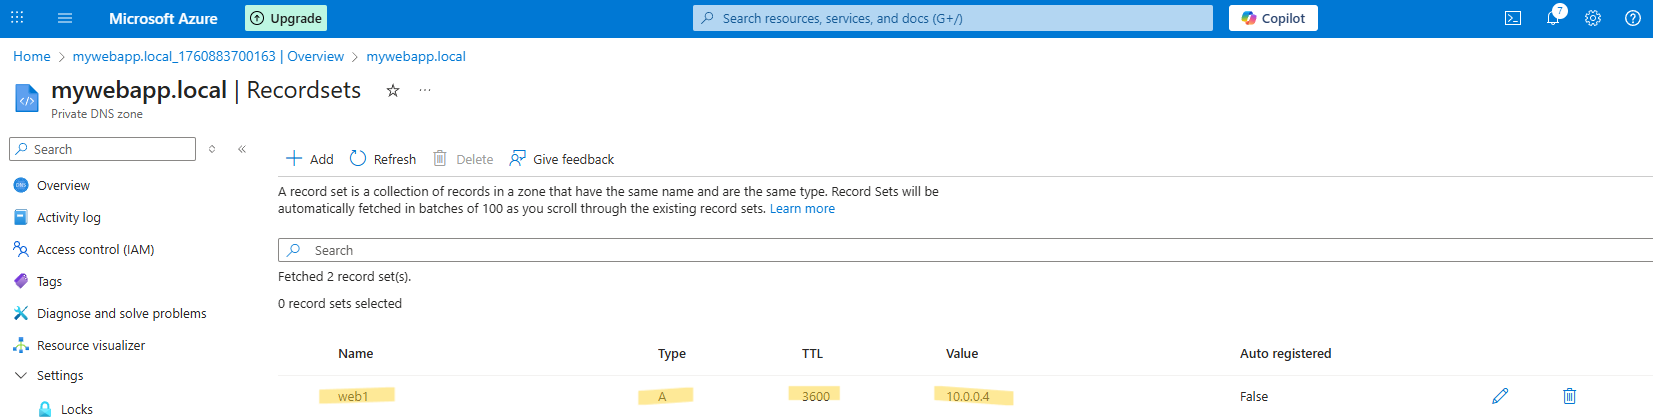 Microsoft Azure
Upgrade
Search resources, services, and docs (G+/)
Copilot
7
Home > mywebapp.local_1760883700163 | Overview > mywebapp.local
mywebapp.local | Recordsets
Private DNS zone
Search
Add
Refresh
Delete
Give feedback
A record set is a collection of records in a zone that have the same name and are the same type. Record Sets will be
automatically fetched in batches of 100 as you scroll through the existing record sets. Learn more
Search
Fetched 2 record set(s).
0 record sets selected
Name Type TTL Value Auto registered
web1 A 3600 10.0.0.4 False
DNS Overview
Activity log
Access control (IAM)
Tags
Diagnose and solve problems
Resource visualizer
Settings
Locks